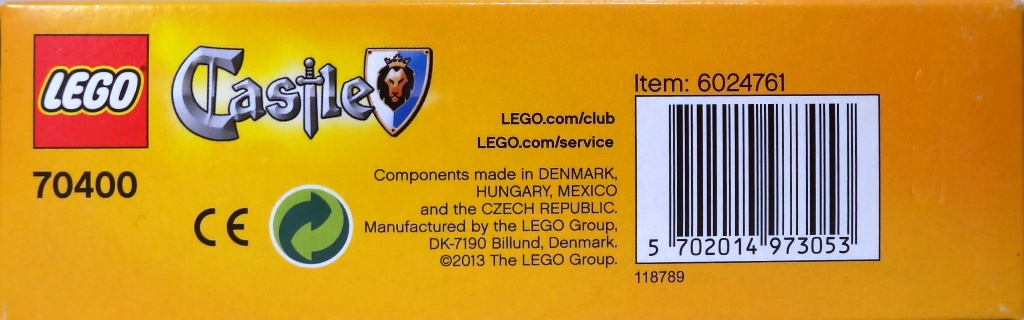 LEGO
Castle
70400
CE
LEGO.com/club
LEGO.com/service
Components made in DENMARK,
HUNGARY, MEXICO
and the CZECH REPUBLIC.
Manufactured by the LEGO Group,
DK-7190 Billund, Denmark.
©2013 The LEGO Group.
Item: 6024761
5 702014 973053
118789